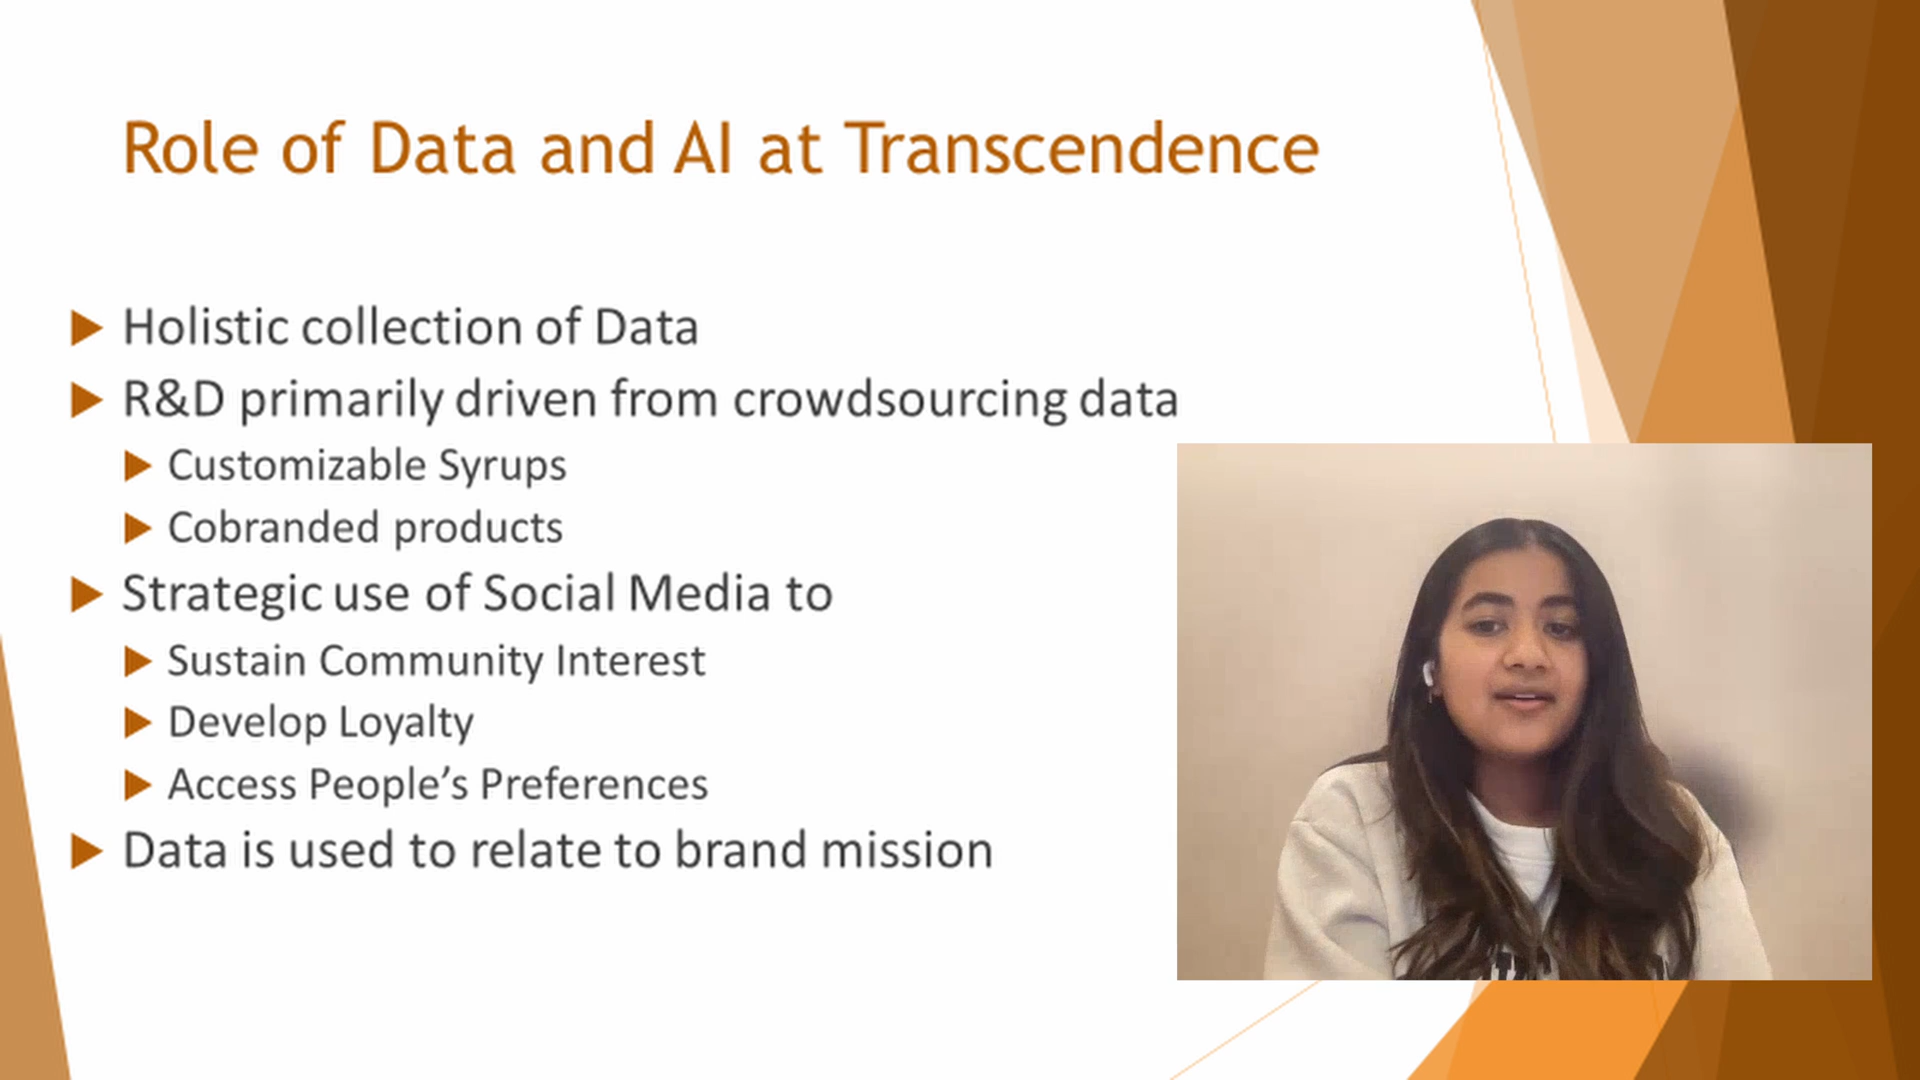 Role of Data and AI at Transcendence
Holistic collection of Data
R&D primarily driven from crowdsourcing data
Customizable Syrups
Cobranded products
Strategic use of Social Media to
Sustain Community Interest
Develop Loyalty
Access People’s Preferences
Data is used to relate to brand mission